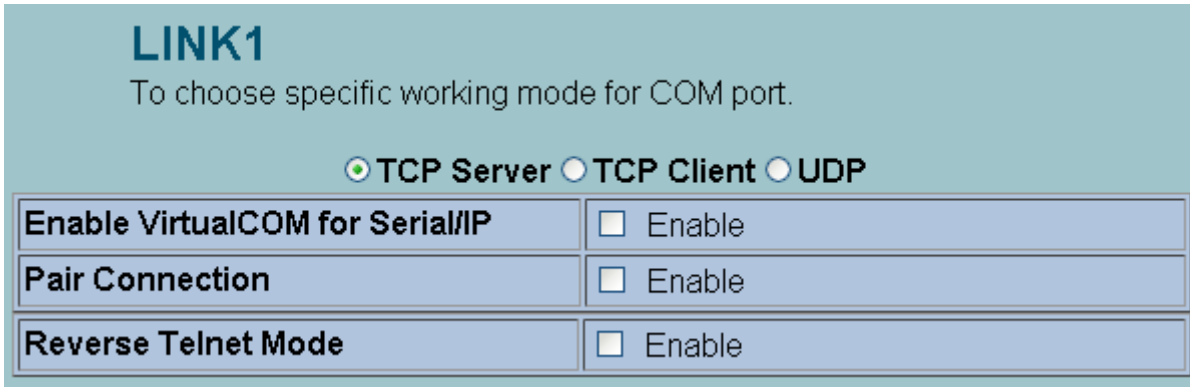 LINK1
To choose specific working mode for COM port.
TCP Server TCP Client UDP
Enable VirtualCOM for Serial/IP Enable
Pair Connection Enable
Reverse Telnet Mode Enable